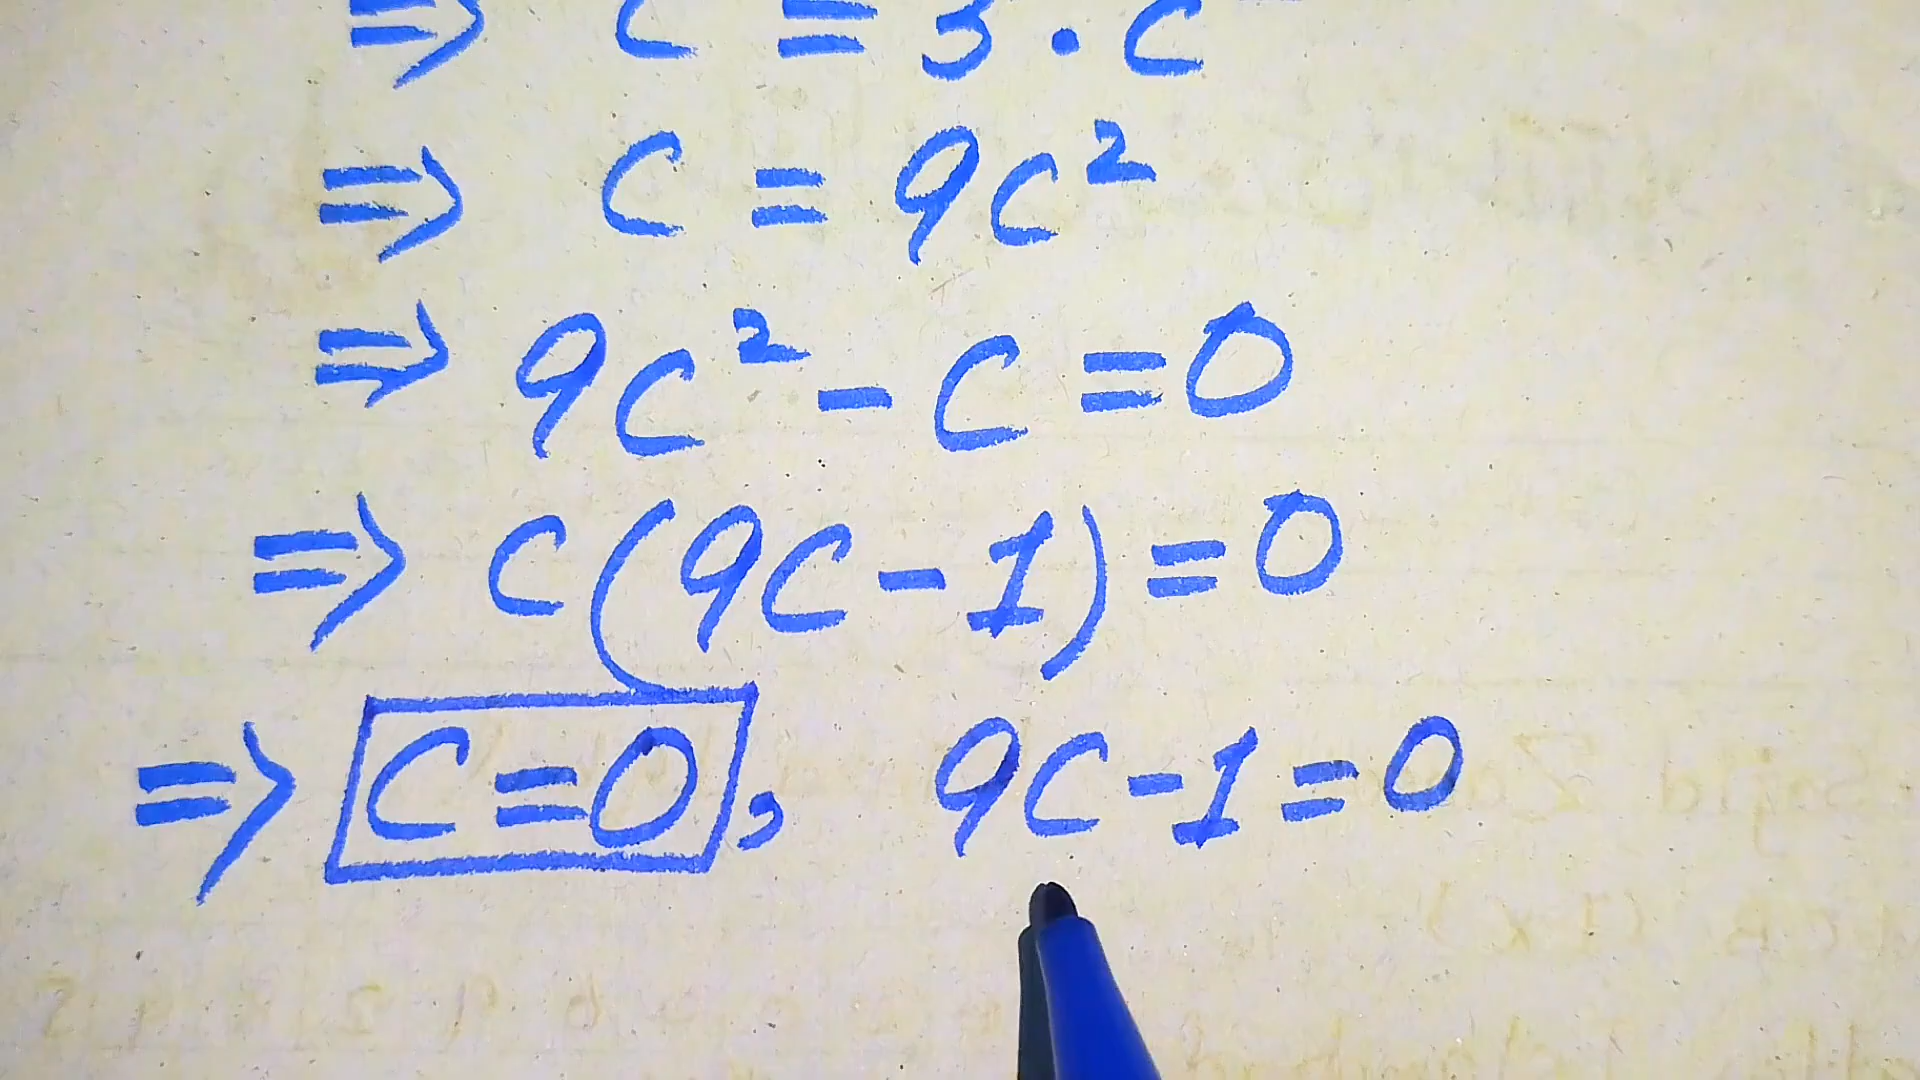 ⇒ C = 3 · C
⇒ C = 9C²
⇒ 9C² - C = 0
⇒ C(9C - 1) = 0
⇒ C = 0, 9C - 1 = 0